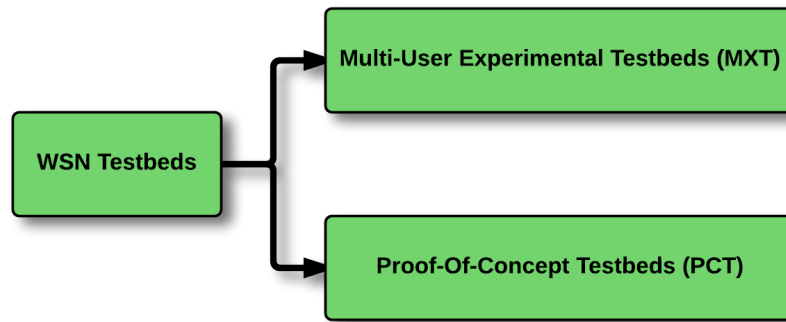 Multi-User Experimental Testbeds (MXT)
WSN Testbeds
Proof-Of-Concept Testbeds (PCT)